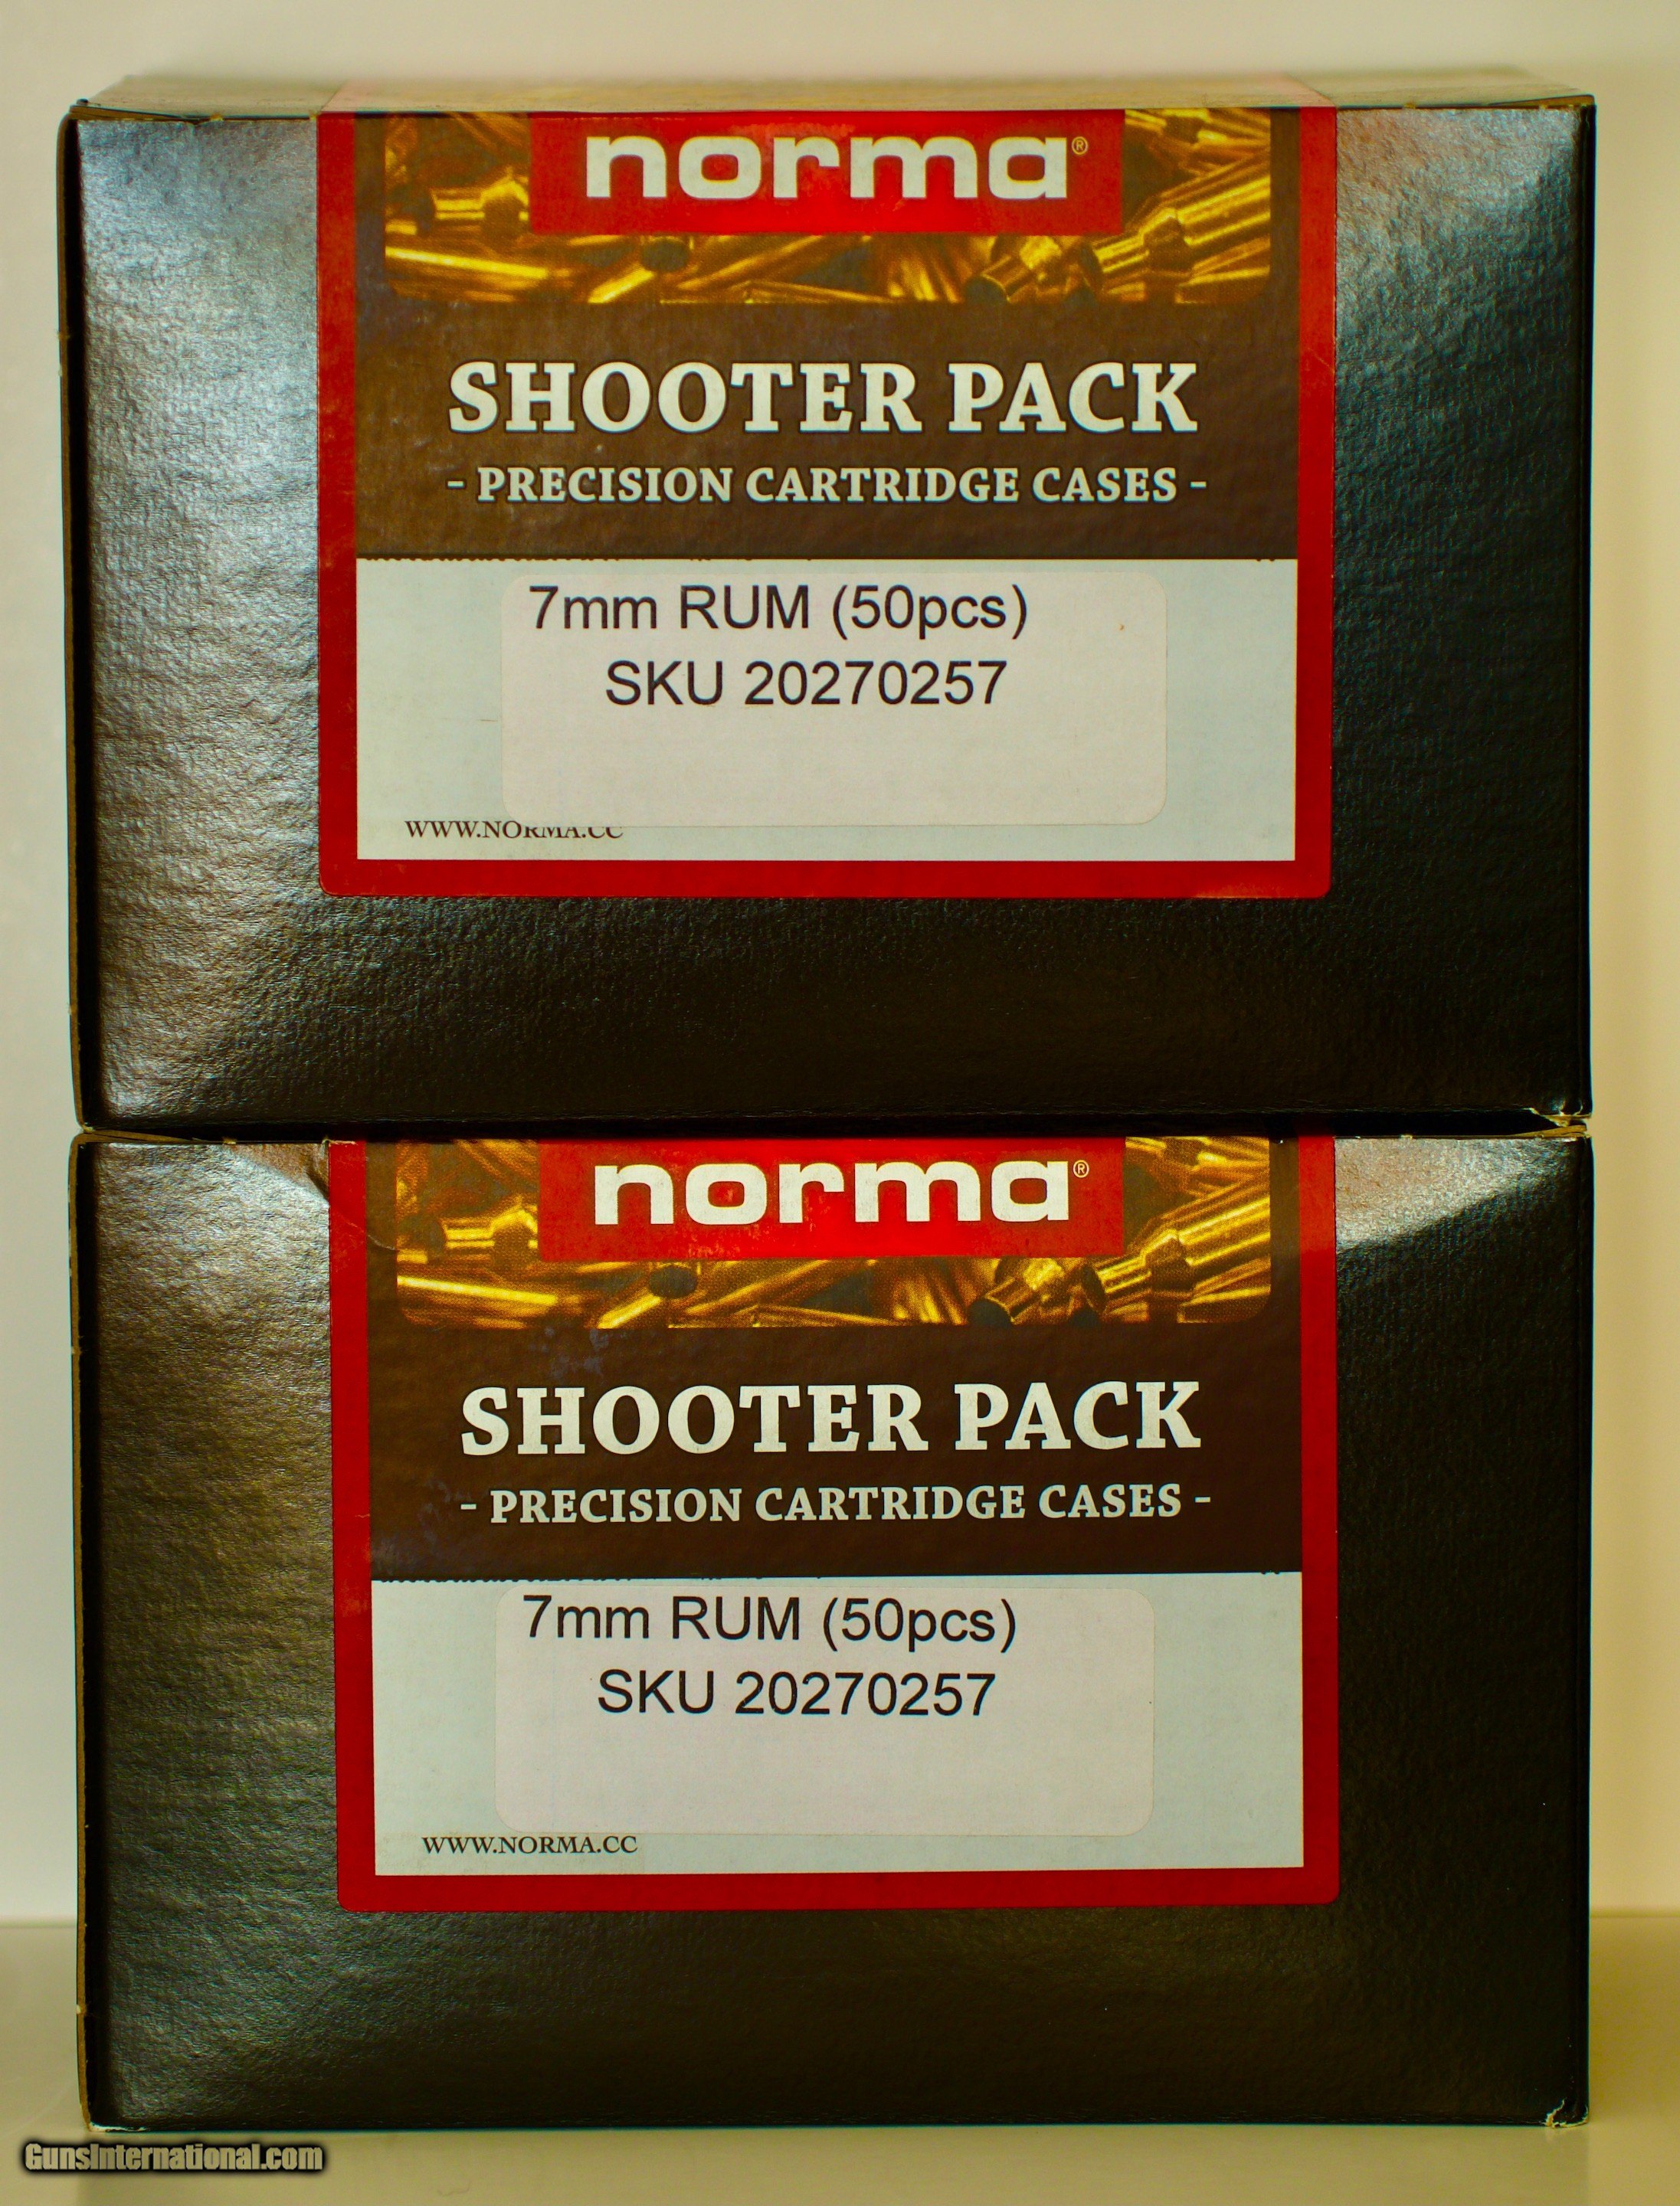 norma®
SHOOTER PACK
- PRECISION CARTRIDGE CASES -
7mm RUM (50pcs)
SKU 20270257
WWW.NORMA.CC
norma®
SHOOTER PACK
- PRECISION CARTRIDGE CASES -
7mm RUM (50pcs)
SKU 20270257
WWW.NORMA.CC
GunsInternational.com